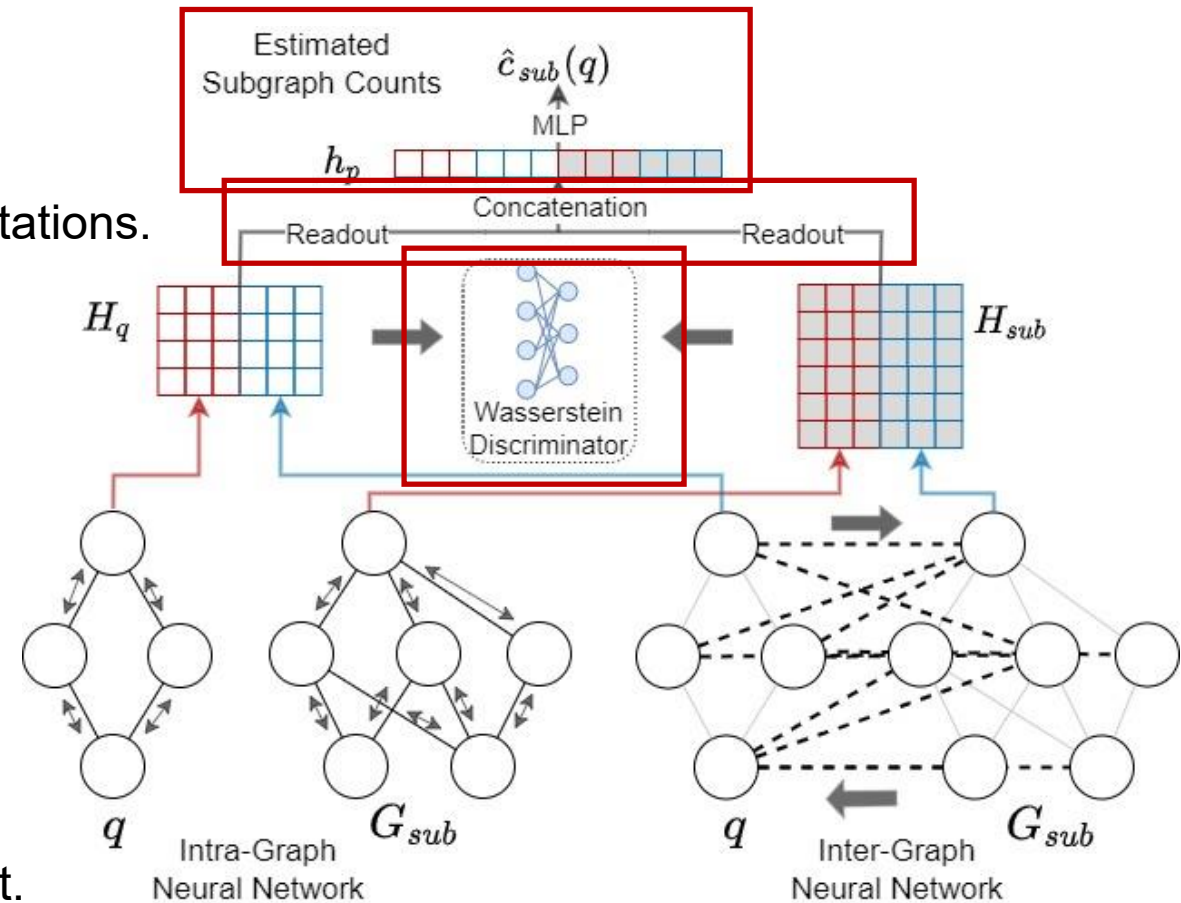 Estimated
Subgraph Counts
ĉ_sub(q)
MLP
h_p
Concatenation
tations.
Readout
Readout
H_q
H_sub
Wasserstein
Discriminator
q
G_sub
q
G_sub
Intra-Graph
Neural Network
Inter-Graph
Neural Network
t.